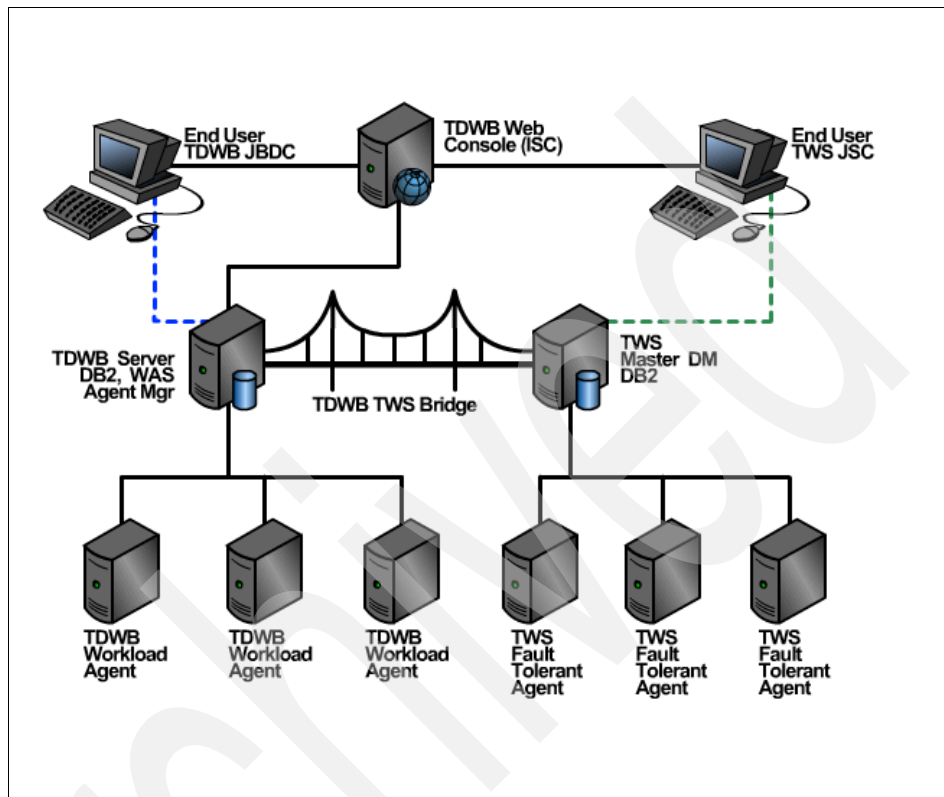 End User
TDWB JBDC
TDWB Web
Console (ISC)
End User
TWS JSC
TDWB Server
DB2, WAS
Agent Mgr
TDWB TWS Bridge
TWS
Master DM
DB2
TDWB
Workload
Agent
TDWB
Workload
Agent
TDWB
Workload
Agent
TWS
Fault
Tolerant
Agent
TWS
Fault
Tolerant
Agent
TWS
Fault
Tolerant
Agent
chived